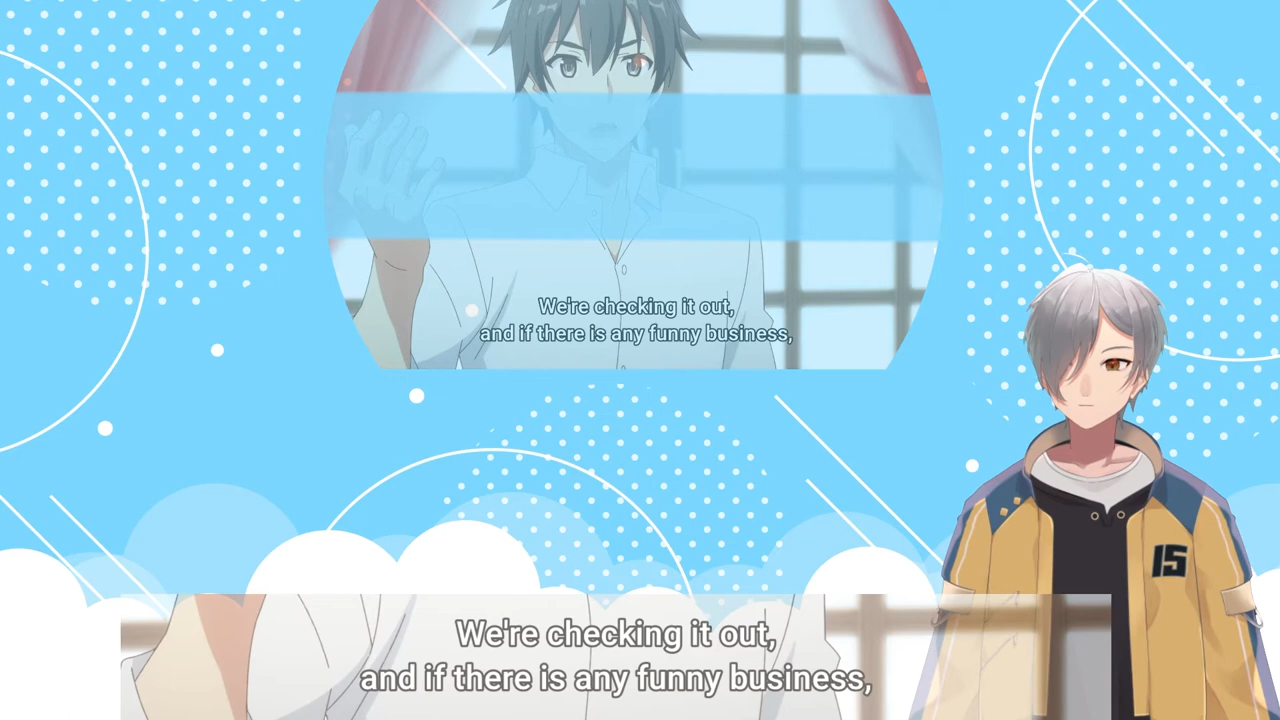 We're checking it out,
and if there is any funny business,
15
We're checking it out,
and if there is any funny business,